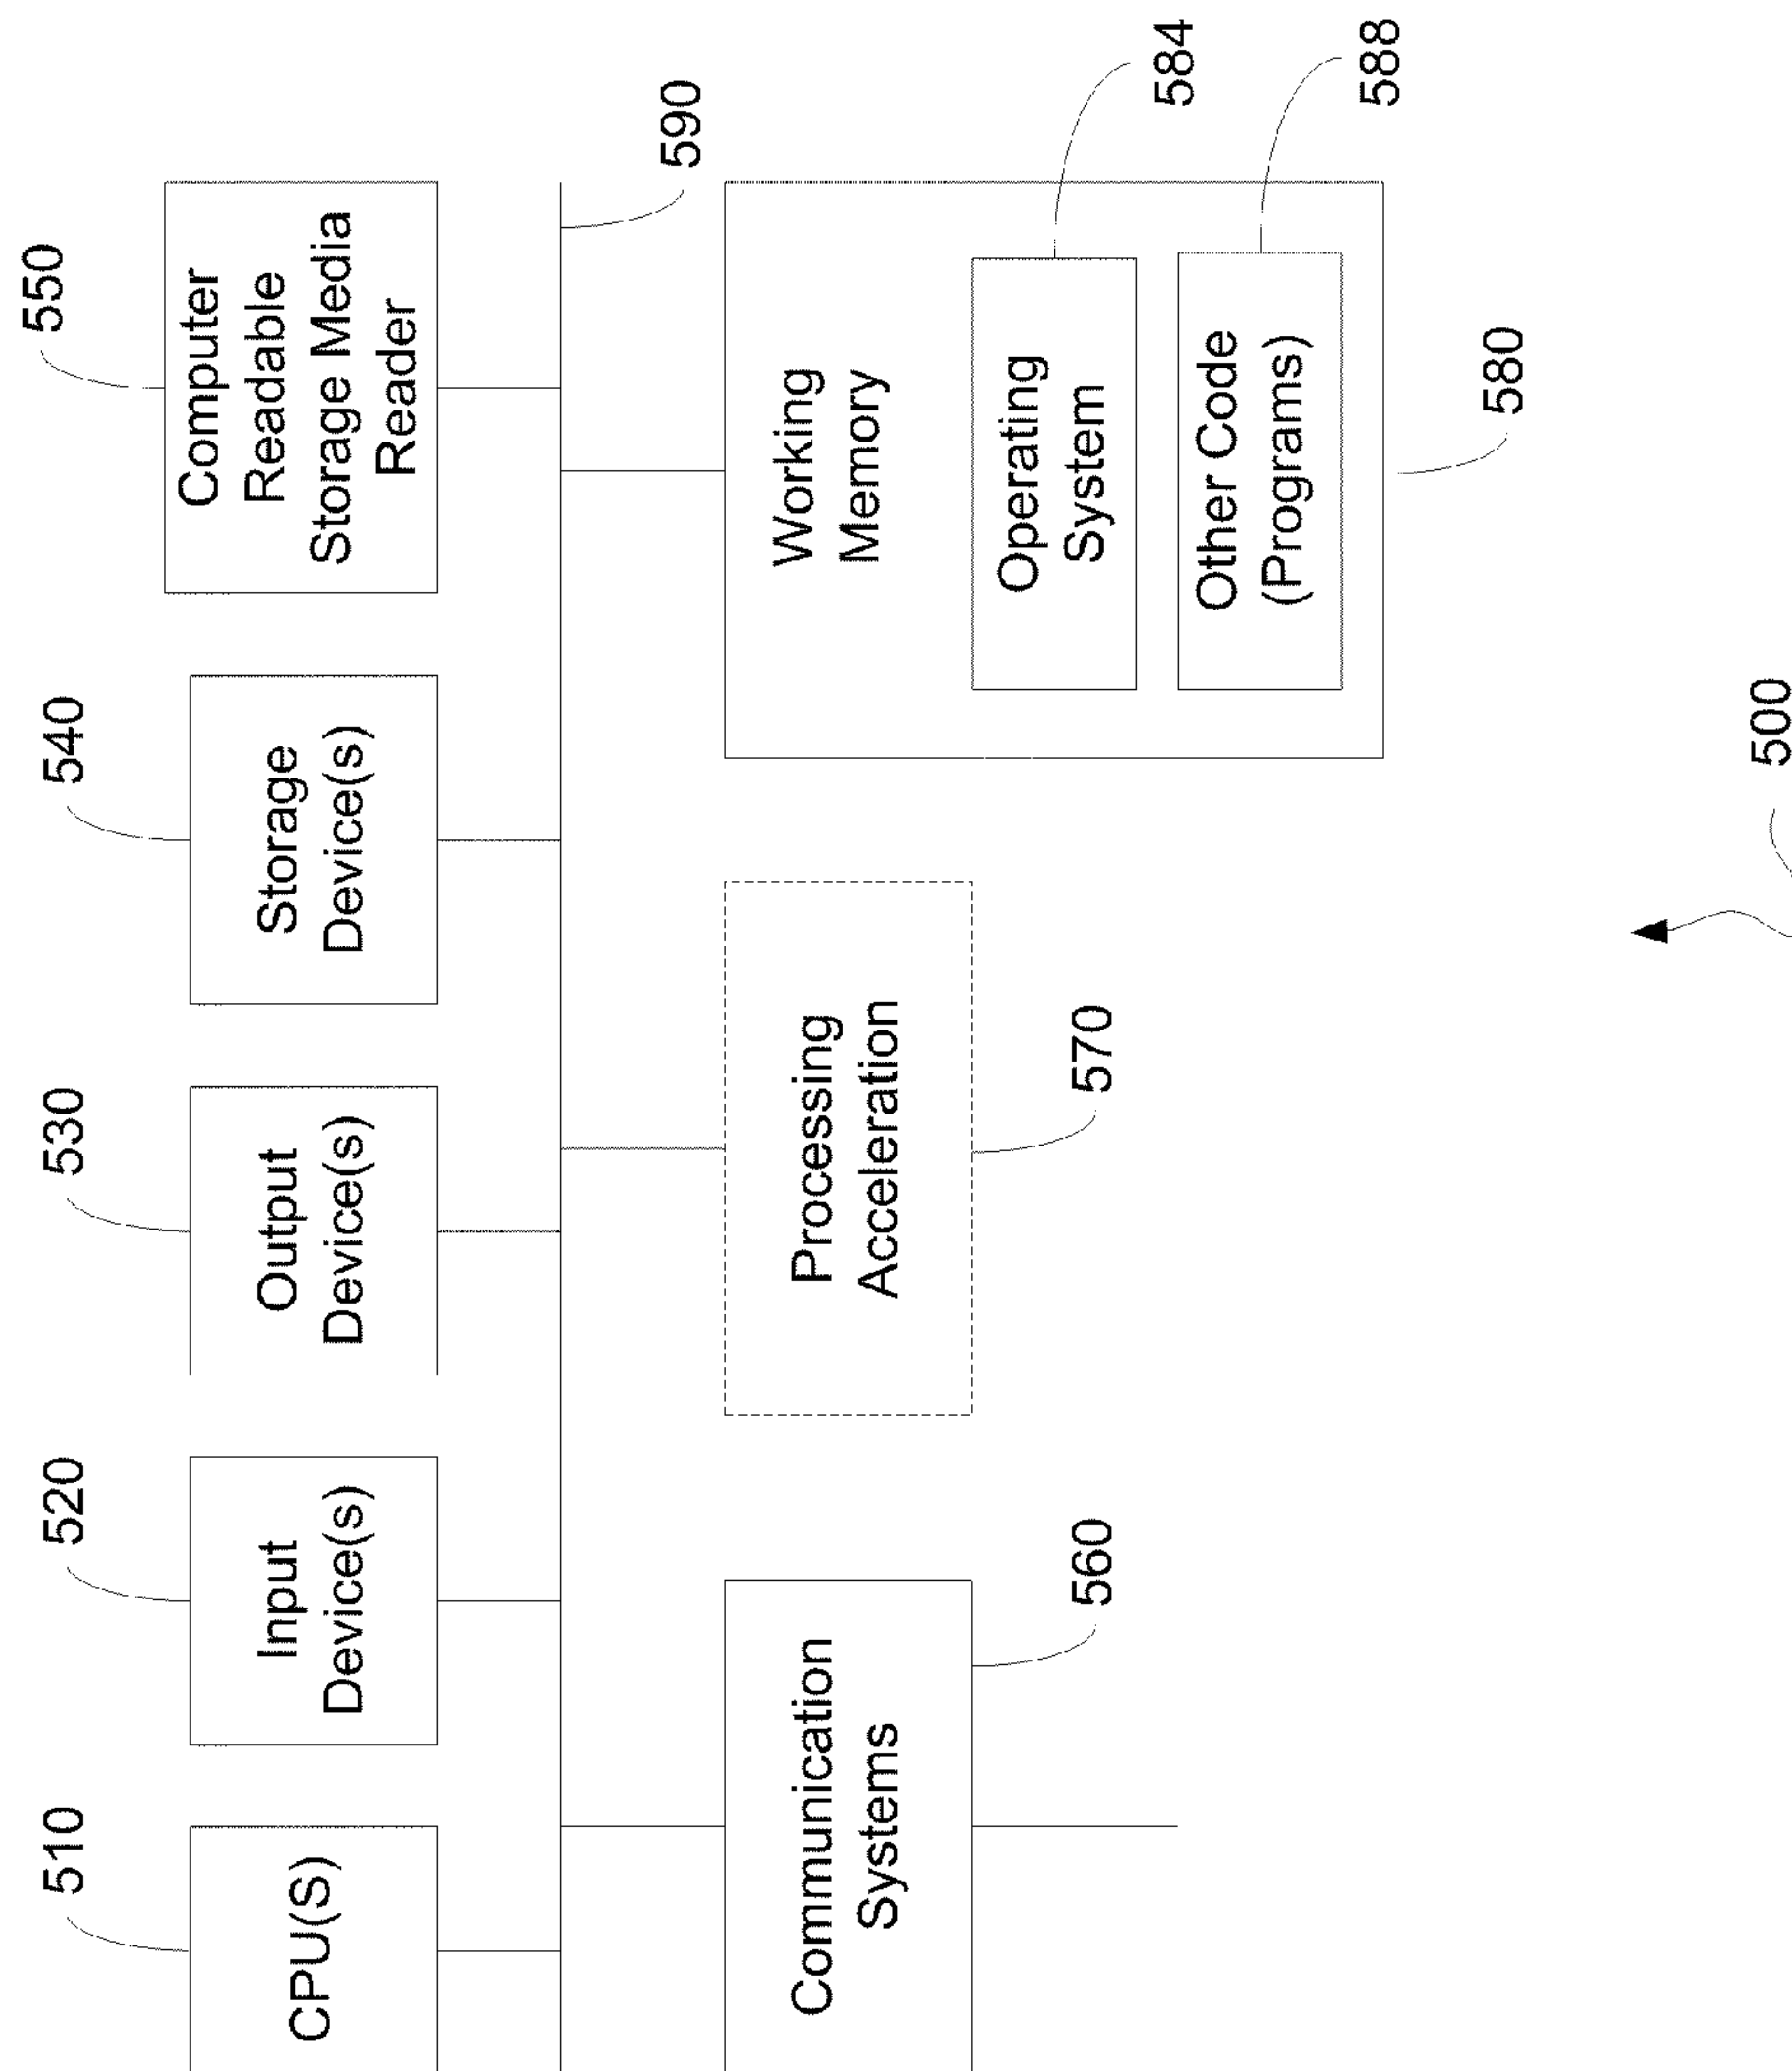 510
520
530
540
550
CPU(S)
Input
Device(s)
Output
Device(s)
Storage
Device(s)
Computer
Readable
Storage Media
Reader
590
Communication
Systems
560
Processing
Acceleration
570
Working
Memory
Operating
System
584
Other Code
(Programs)
588
580
500